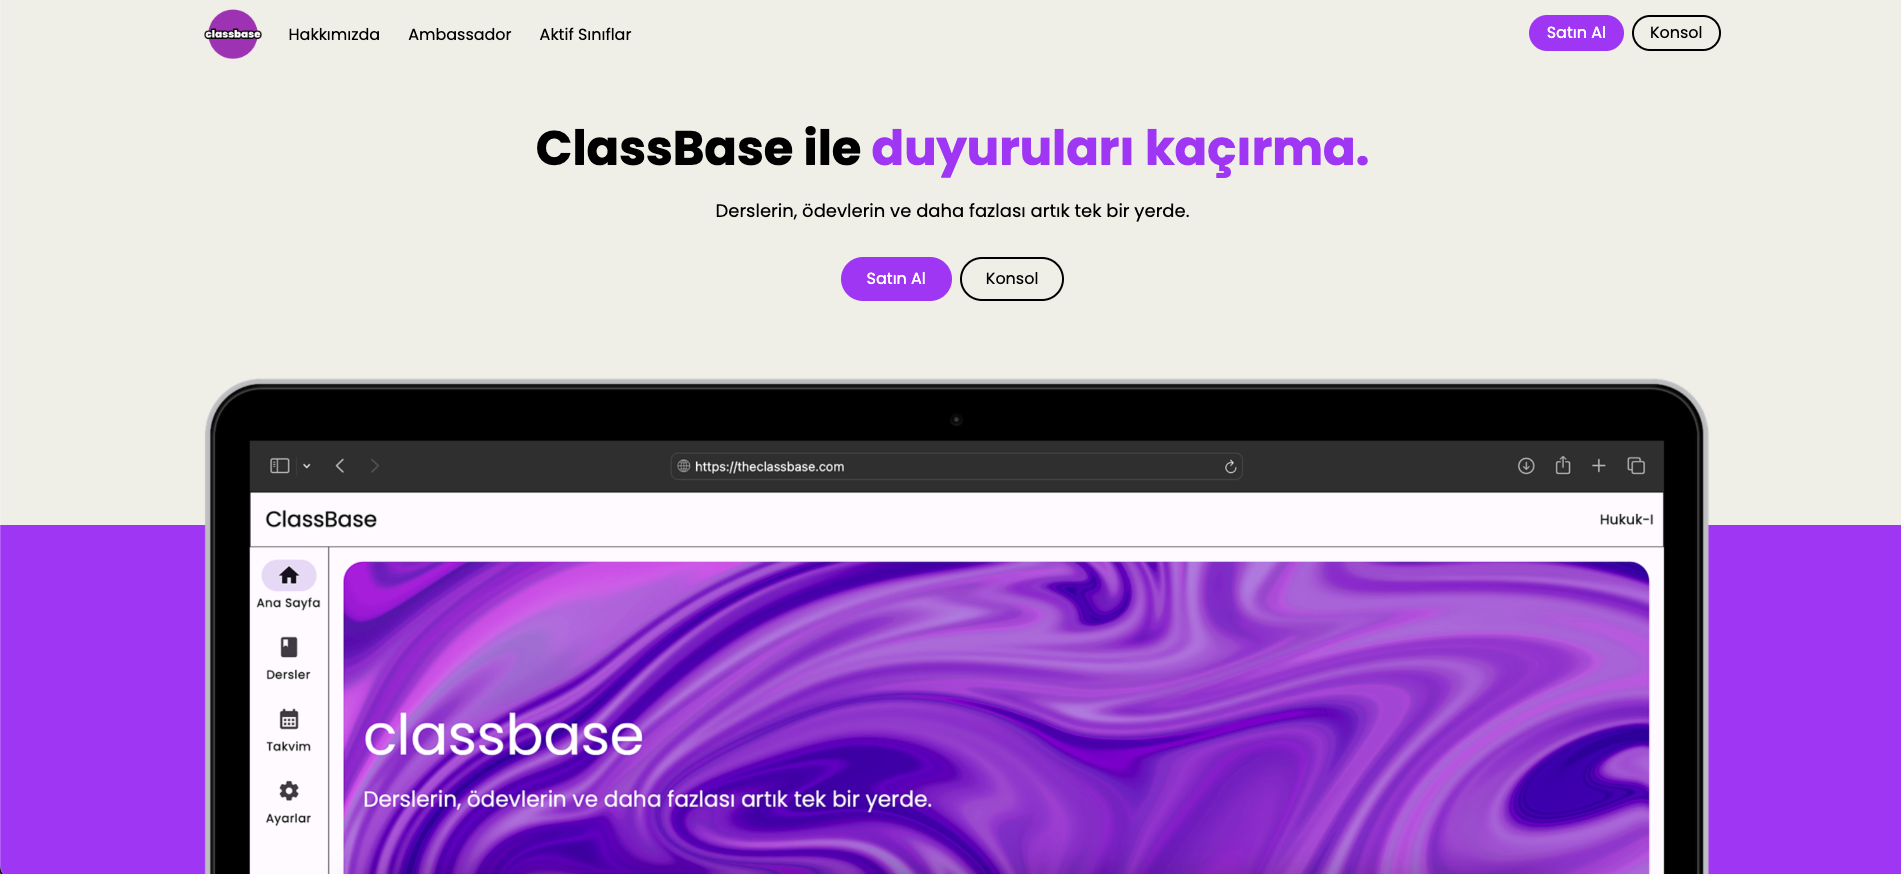 classbase
Hakkımızda
Ambassador
Aktif Sınıflar
Satın Al
Konsol
ClassBase ile duyuruları kaçırma.
Derslerin, ödevlerin ve daha fazlası artık tek bir yerde.
Satın Al
Konsol
https://theclassbase.com
ClassBase
Hukuk-I
Ana Sayfa
Dersler
Takvim
Ayarlar
classbase
Derslerin, ödevlerin ve daha fazlası artık tek bir yerde.